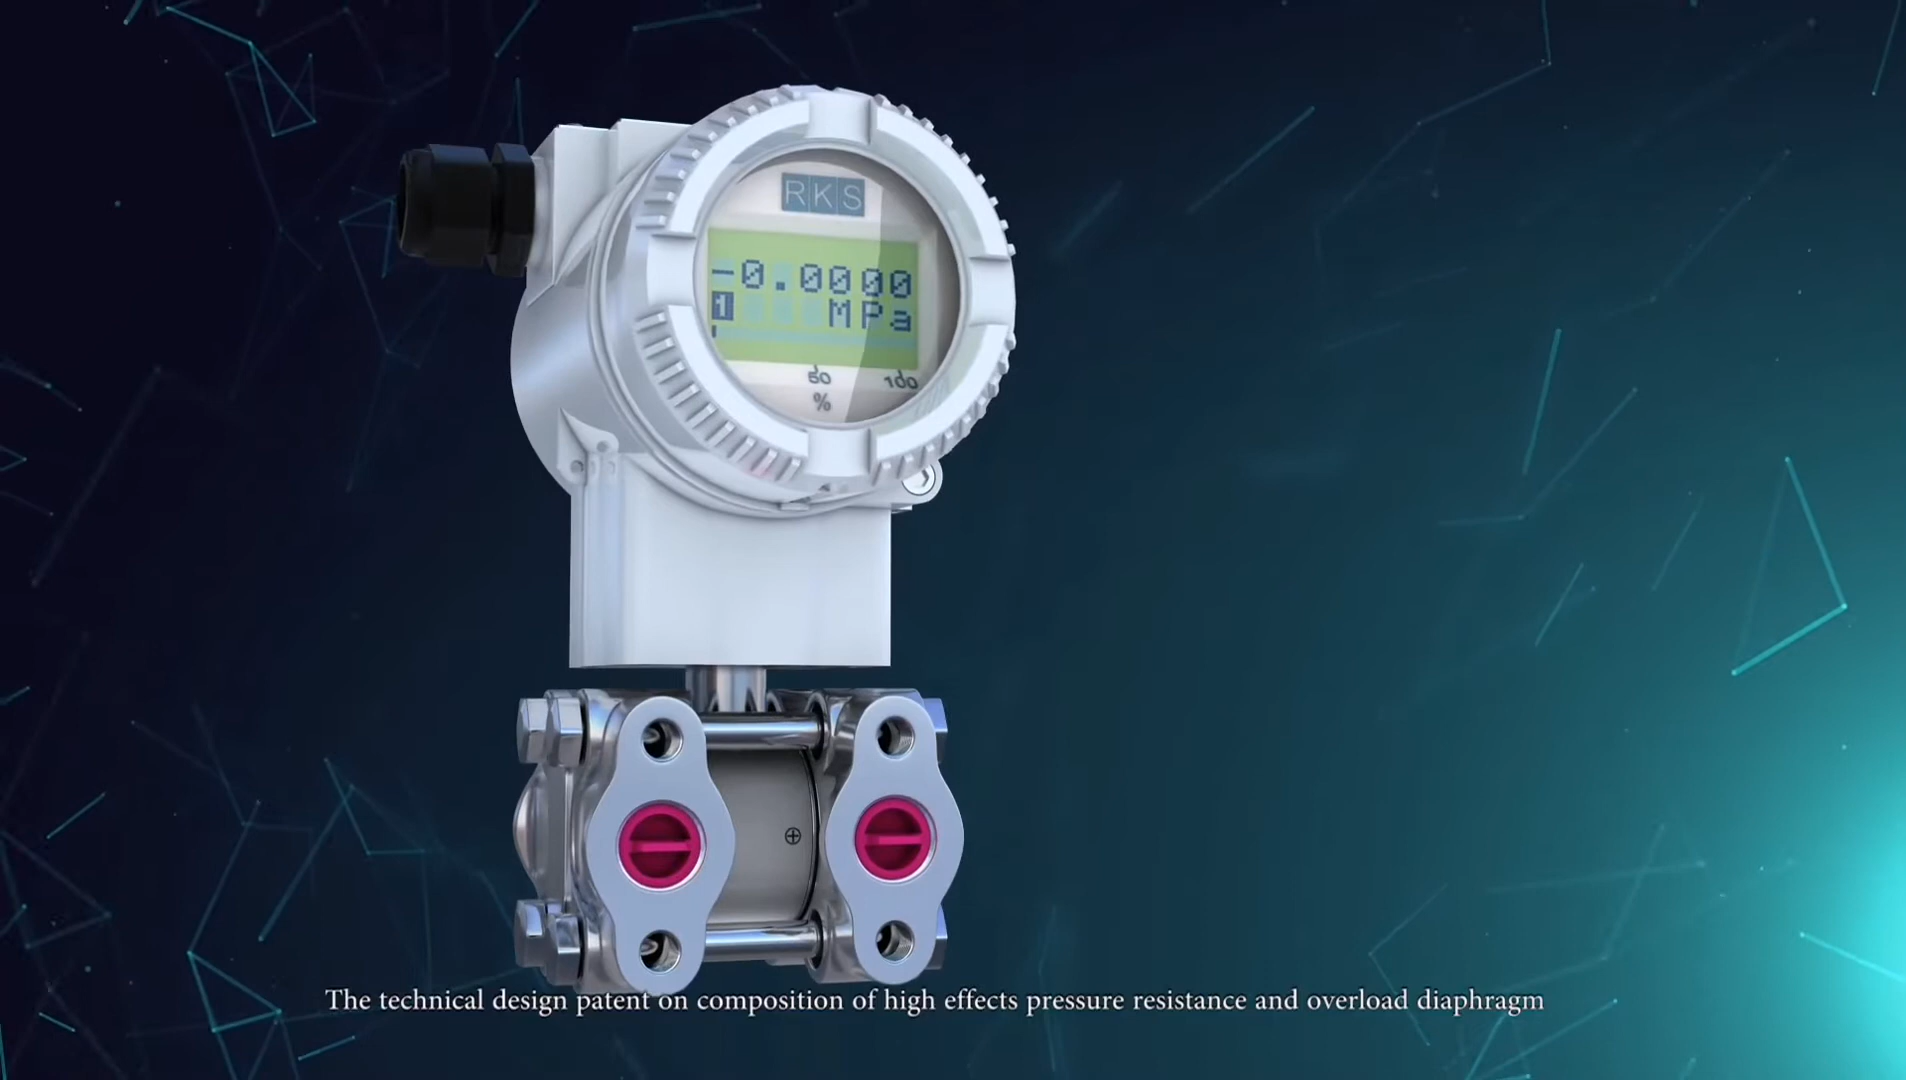 RKS
-0.0000
1 MPa
50 100
%
The technical design patent on composition of high effects pressure resistance and overload diaphragm